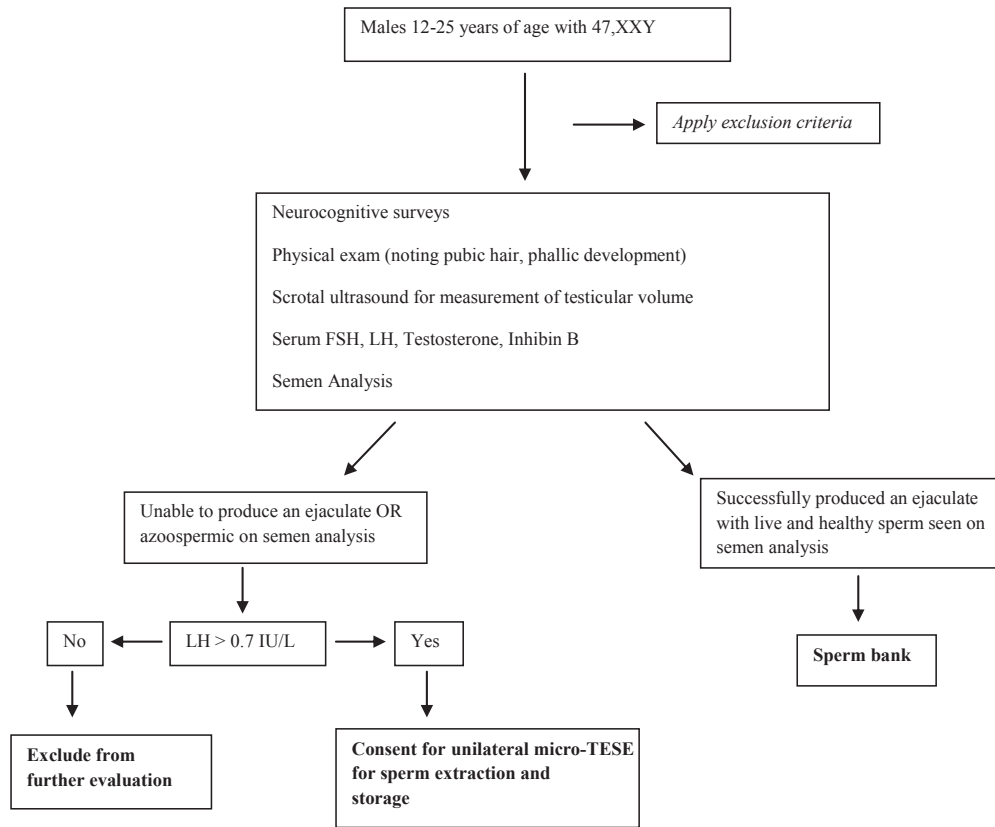 Males 12-25 years of age with 47,XXY
Apply exclusion criteria
Neurocognitive surveys
Physical exam (noting pubic hair, phallic development)
Scrotal ultrasound for measurement of testicular volume
Serum FSH, LH, Testosterone, Inhibin B
Semen Analysis
Unable to produce an ejaculate OR
azoospermic on semen analysis
Successfully produced an ejaculate
with live and healthy sperm seen on
semen analysis
No
LH > 0.7 IU/L
Yes
Sperm bank
Exclude from
further evaluation
Consent for unilateral micro-TESE
for sperm extraction and
storage